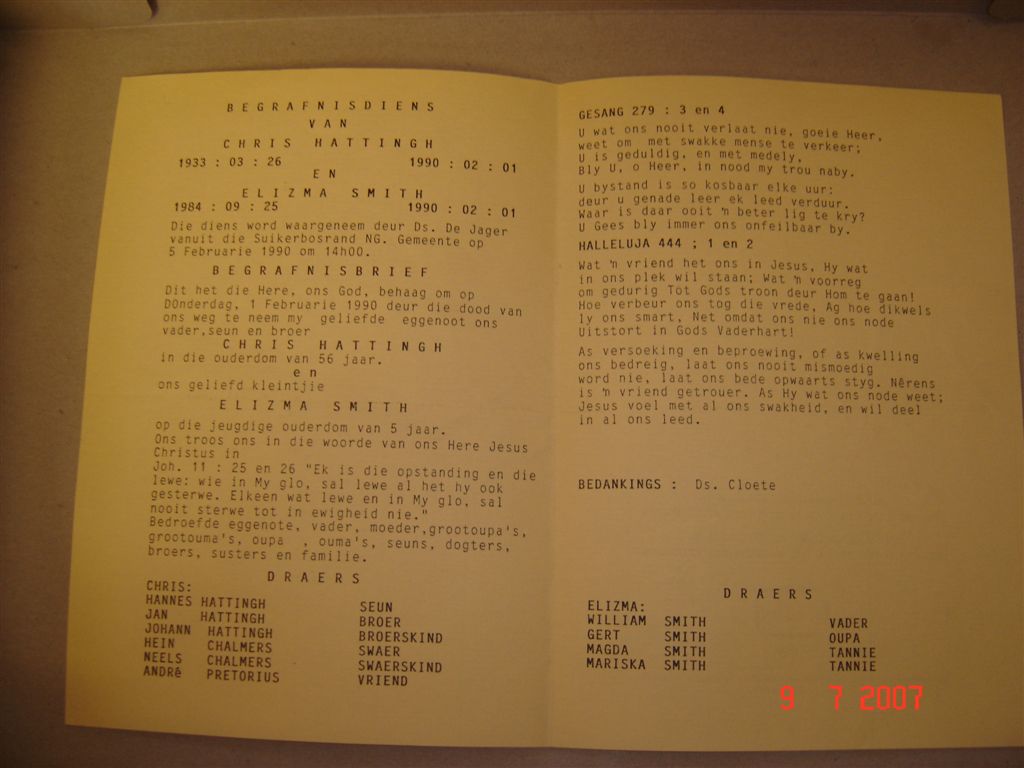 BEGRAFNISDIENS
VAN
CHRIS HATTINGH
1933 : 03 : 26 1990 : 02 : 01
EN
ELIZMA SMITH
1984 : 09 : 25 1990 : 02 : 01
Die diens word waargeneem deur Ds. De Jager
vanuit die Suikerbosrand NG. Gemeente op
5 Februarie 1990 om 14h00.
BEGRAFNISBRIEF
Dit het die Here, ons God, behaag om op
DOnderdag, 1 Februarie 1990 deur die dood van
ons weg te neem my geliefde eggenoot ons
vader,seun en broer
CHRIS HATTINGH
in die ouderdom van 56 jaar.
en
ons geliefd kleintjie
ELIZMA SMITH
op die jeugdige ouderdom van 5 jaar.
Ons troos ons in die woorde van ons Here Jesus
Christus in
Joh. 11 : 25 en 26 "Ek is die opstanding en die
lewe: wie in My glo, sal lewe al het hy ook
gesterwe. Elkeen wat lewe en in My glo, sal
nooit sterwe tot in ewigheid nie."
Bedroefde eggenote, vader, moeder,grootoupa's,
grootouma's, oupa , ouma's, seuns, dogters,
broers, susters en familie.
DRAERS
CHRIS:
HANNES HATTINGH SEUN
JAN HATTINGH BROER
JOHANN HATTINGH BROERSKIND
HEIN CHALMERS SWAER
NEELS CHALMERS SWAERSKIND
ANDRé PRETORIUS VRIEND
GESANG 279 : 3 en 4
U wat ons nooit verlaat nie, goeie Heer,
weet om met swakke mense te verkeer;
U is geduldig, en met medely,
Bly U, o Heer, in nood my trou naby.
U bystand is so kosbaar elke uur;
deur u genade leer ek leed verduur.
Waar is daar ooit 'n beter lig te kry?
U Gees bly immer ons onfeilbaar by.
HALLELUJA 444 ; 1 en 2
Wat 'n vriend het ons in Jesus, Hy wat
in ons plek wil staan; Wat 'n voorreg
om gedurig Tot Gods troon deur Hom te gaan!
Hoe verbeur ons tog die vrede, Ag hoe dikwels
ly ons smart, Net omdat ons nie ons node
Uitstort in Gods Vaderhart!
As versoeking en beproewing, of as kwelling
ons bedreig, laat ons nooit mismoedig
word nie, laat ons bede opwaarts styg. Nêrens
is 'n vriend getrouer. As Hy wat ons node weet;
Jesus voel met al ons swakheid, en wil deel
in al ons leed.
BEDANKINGS : Ds. Cloete
DRAERS
ELIZMA:
WILLIAM SMITH VADER
GERT SMITH OUPA
MAGDA SMITH TANNIE
MARISKA SMITH TANNIE
9 7 2007